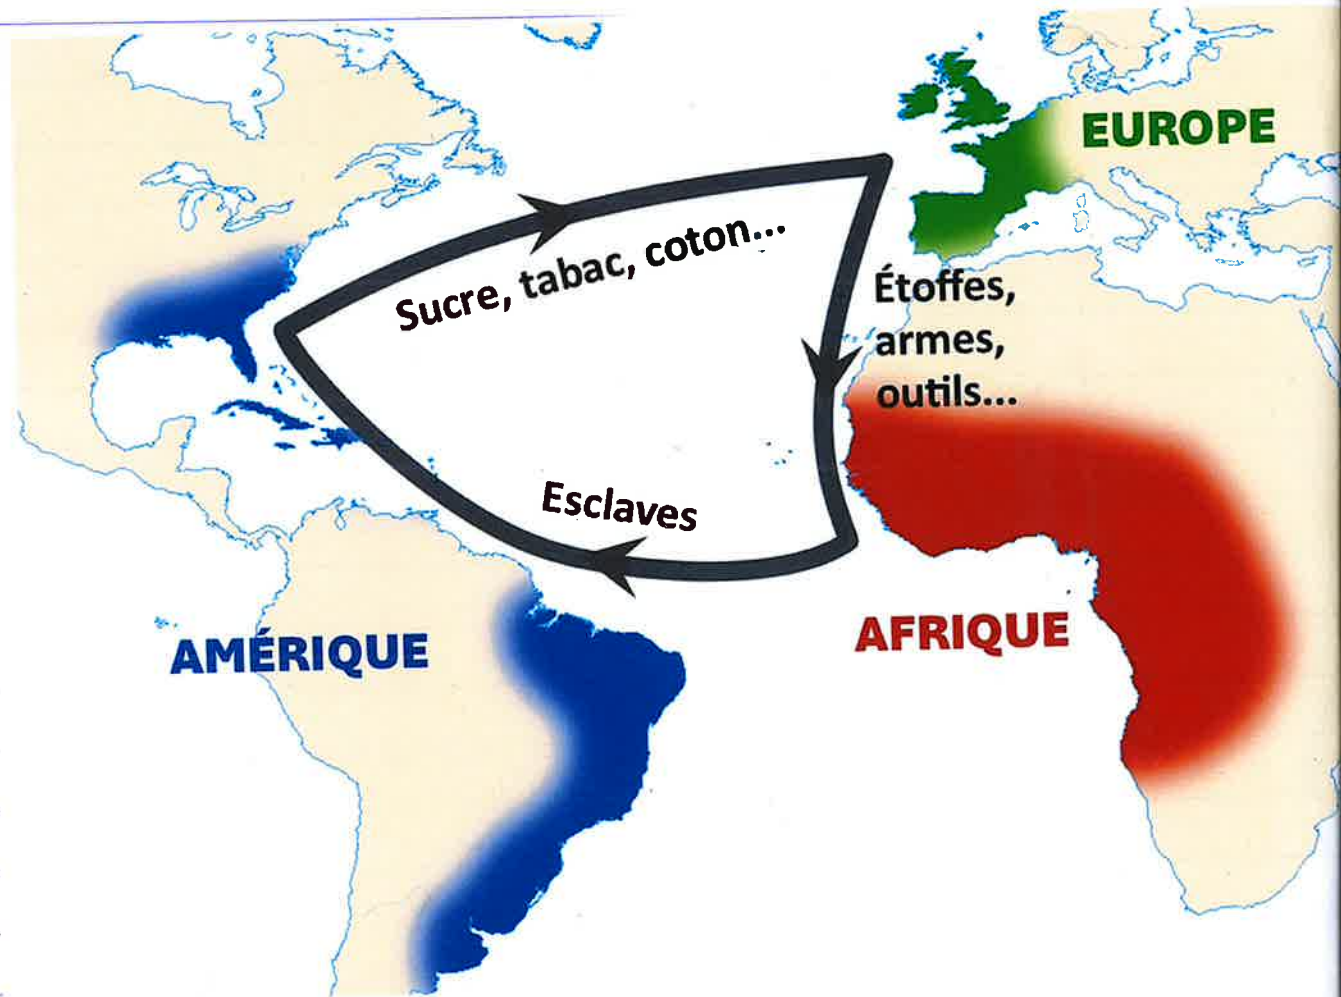 EUROPE
Sucre, tabac, coton...
Étoffes,
armes,
outils...
Esclaves
AMÉRIQUE
AFRIQUE